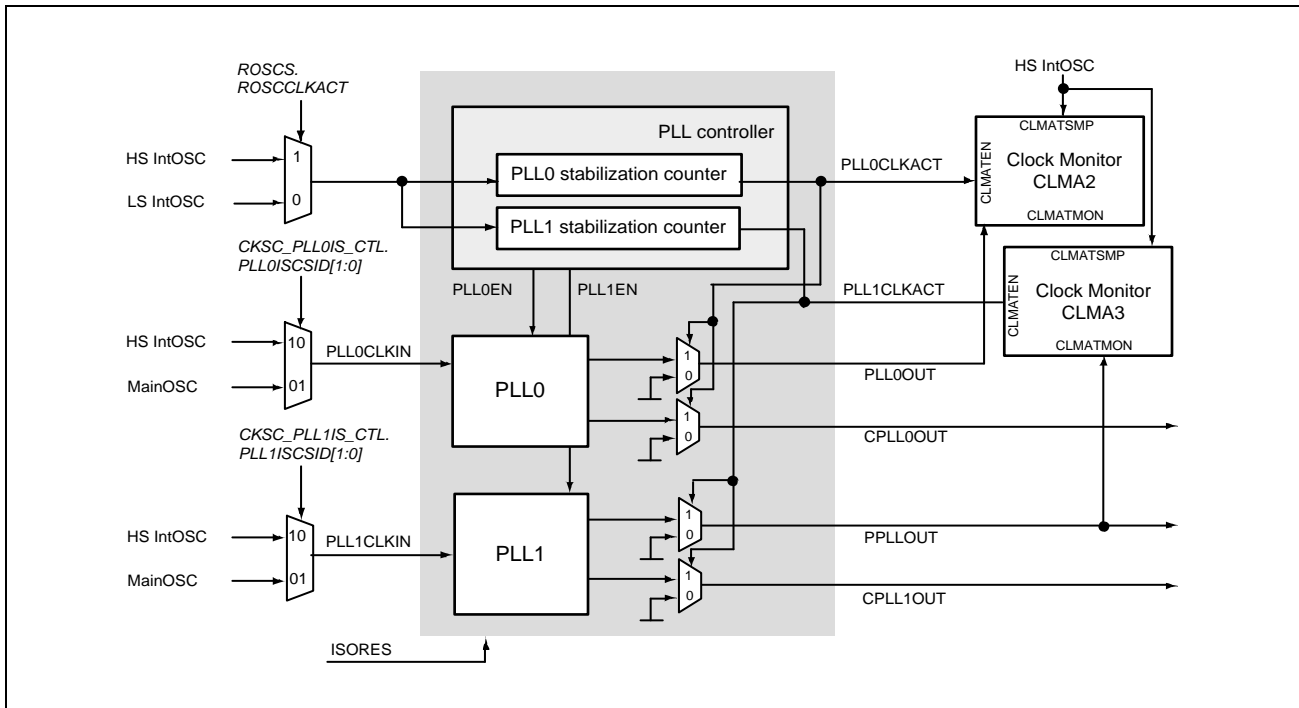 ROSCS.
ROSCCLKACT
HS IntOSC
LS IntOSC
1
0
PLL controller
PLL0 stabilization counter
PLL1 stabilization counter
PLL0EN
PLL1EN
PLL0CLKACT
PLL1CLKACT
HS IntOSC
CLMATSMP
CLMATEN
Clock Monitor
CLMA2
CLMATMON
CLMATSMP
CLMATEN
Clock Monitor
CLMA3
CLMATMON
CKSC_PLL0IS_CTL.
PLL0ISCSID[1:0]
HS IntOSC
MainOSC
10
01
PLL0CLKIN
PLL0
1
0
PLL0OUT
1
0
CPLL0OUT
CKSC_PLL1IS_CTL.
PLL1ISCSID[1:0]
HS IntOSC
MainOSC
10
01
PLL1CLKIN
PLL1
1
0
PPLLOUT
1
0
CPLL1OUT
ISORES